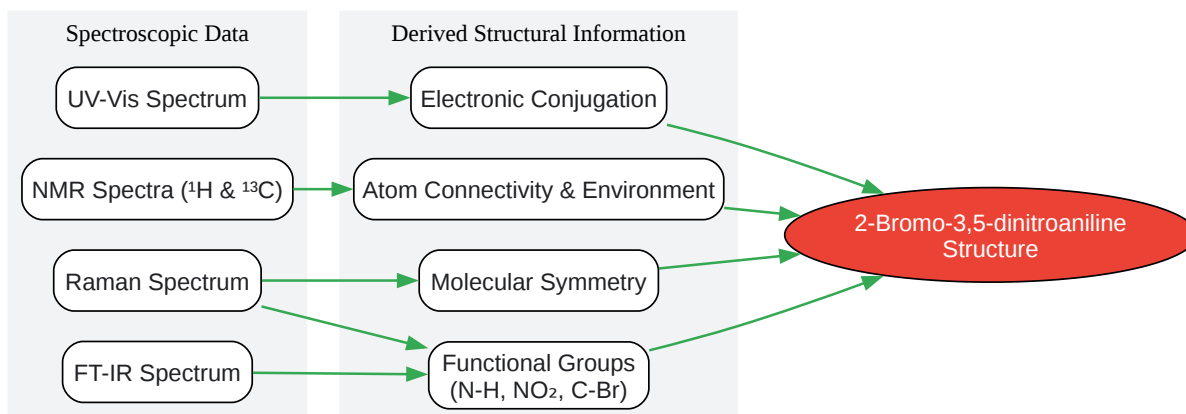 Spectroscopic Data
Derived Structural Information
UV-Vis Spectrum
Electronic Conjugation
NMR Spectra (¹H & ¹³C)
Atom Connectivity & Environment
2-Bromo-3,5-dinitroaniline
Structure
Raman Spectrum
Molecular Symmetry
FT-IR Spectrum
Functional Groups
(N-H, NO₂, C-Br)